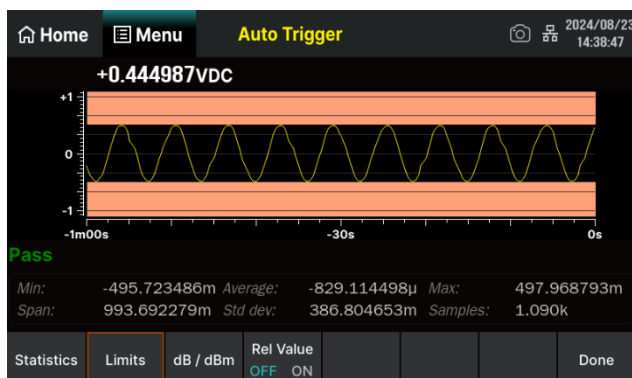 Home Menu Auto Trigger 2024/08/23
14:38:47
+0.444987VDC
+1
0
-1
-1m00s -30s 0s
Pass
Min: -495.723486m Average: -829.114498µ Max: 497.968793m
Span: 993.692279m Std dev: 386.804653m Samples: 1.090k
Statistics Limits dB / dBm Rel Value Done
OFF ON